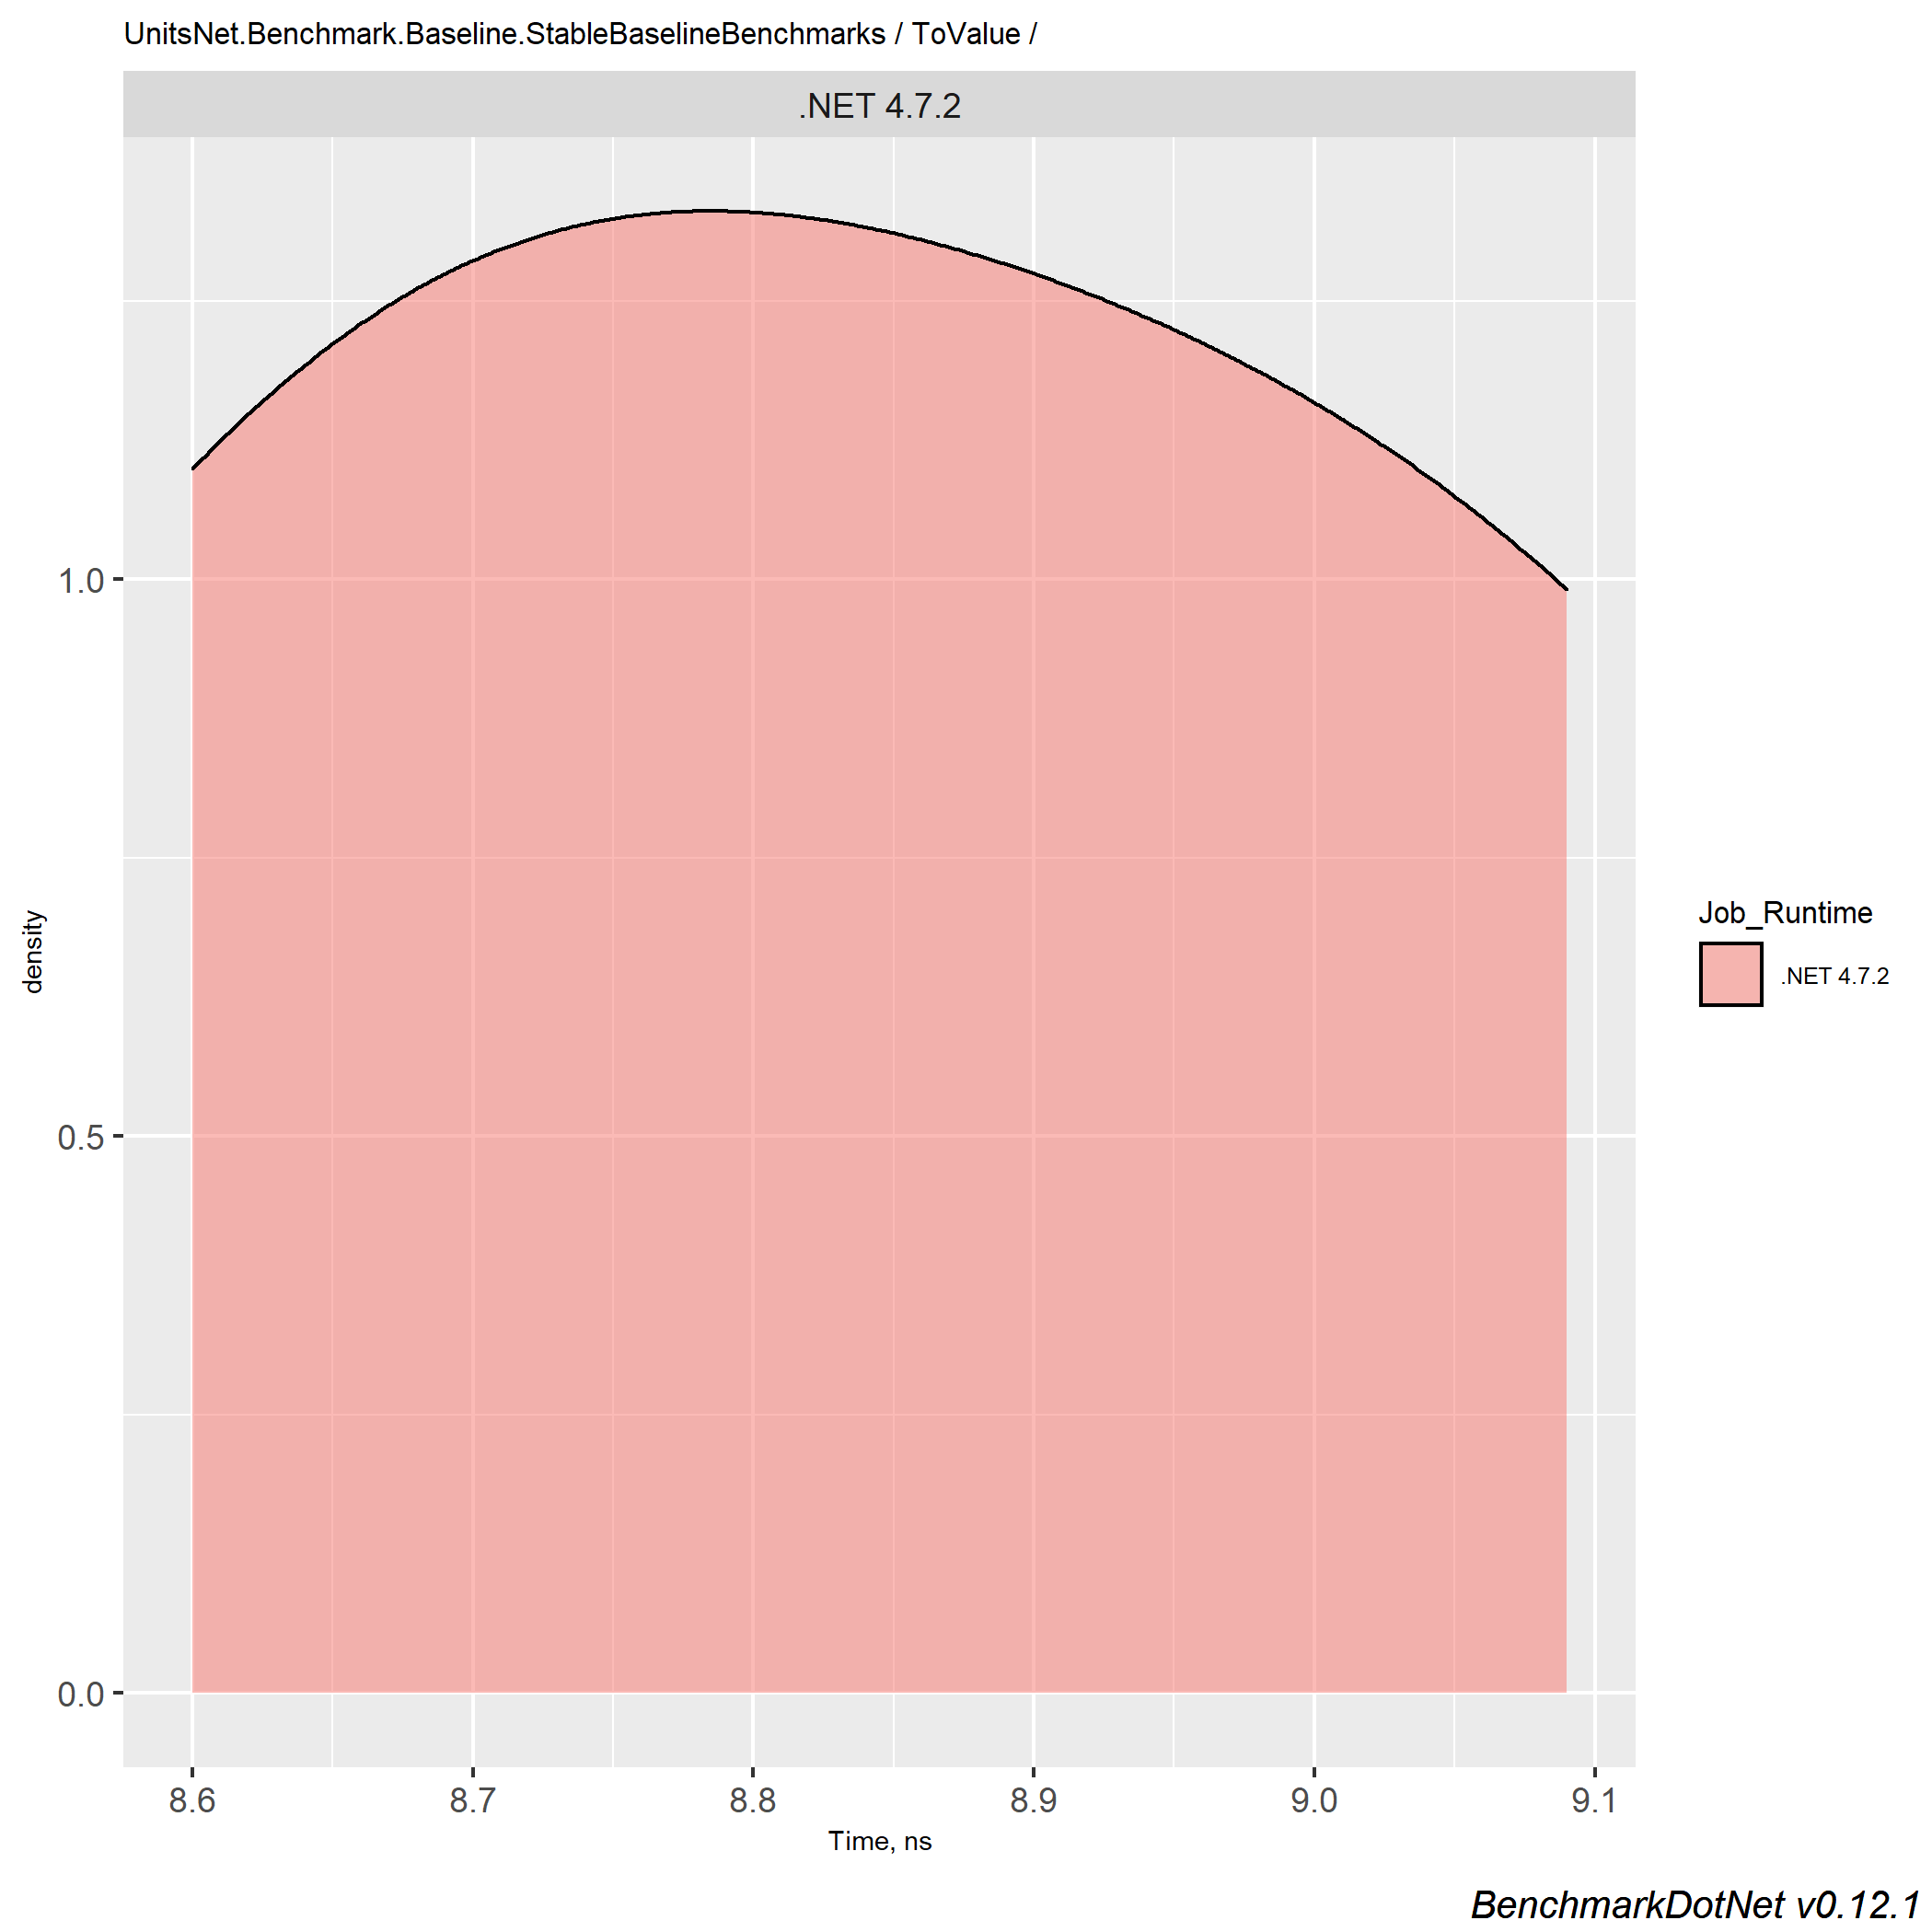 UnitsNet.Benchmark.Baseline.StableBaselineBenchmarks / ToValue /
.NET 4.7.2
1.0
0.5
0.0
density
8.6 8.7 8.8 8.9 9.0 9.1
Time, ns
Job_Runtime
.NET 4.7.2
BenchmarkDotNet v0.12.1